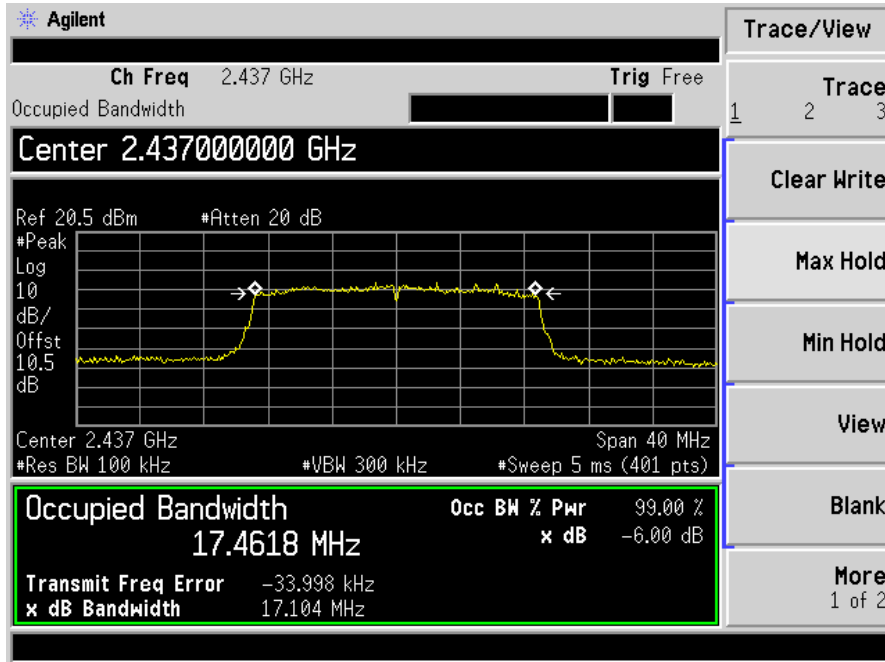 Agilent
Trace/View
Ch Freq 2.437 GHz Trig Free
Occupied Bandwidth
Trace
1 2 3
Center 2.437000000 GHz
Clear Write
Ref 20.5 dBm #Atten 20 dB
#Peak
Log
10
dB/
Offst
10.5
dB
Max Hold
Min Hold
View
Center 2.437 GHz Span 40 MHz
#Res BW 100 kHz #VBW 300 kHz #Sweep 5 ms (401 pts)
Occupied Bandwidth Occ BW % Pwr 99.00 %
17.4618 MHz x dB -6.00 dB
Blank
Transmit Freq Error -33.998 kHz
x dB Bandwidth 17.104 MHz
More
1 of 2